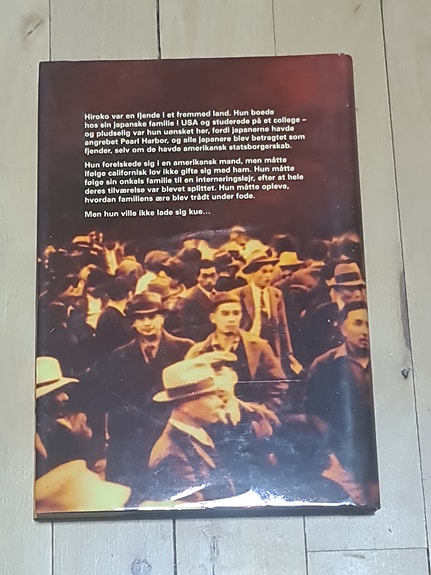 Hiroko var en fjende i et fremmed land. Hun boede
hos sin japanske familie i USA og studerede på et college –
og pludselig var hun uønsket her, fordi japanerne havde
angrebet Pearl Harbor, og alle japanere blev betragtet som
fjender, selv om de havde amerikansk statsborgerskab.
Hun forelskede sig i en amerikansk mand, men måtte
ifølge californisk lov ikke gifte sig med ham. Hun måtte
følge sin onkels familie til en interneringslejr, efter at hele
deres tilværelse var blevet splittet. Hun måtte opleve,
hvordan familiens ære blev trådt under fode.
Men hun ville ikke lade sig kue...